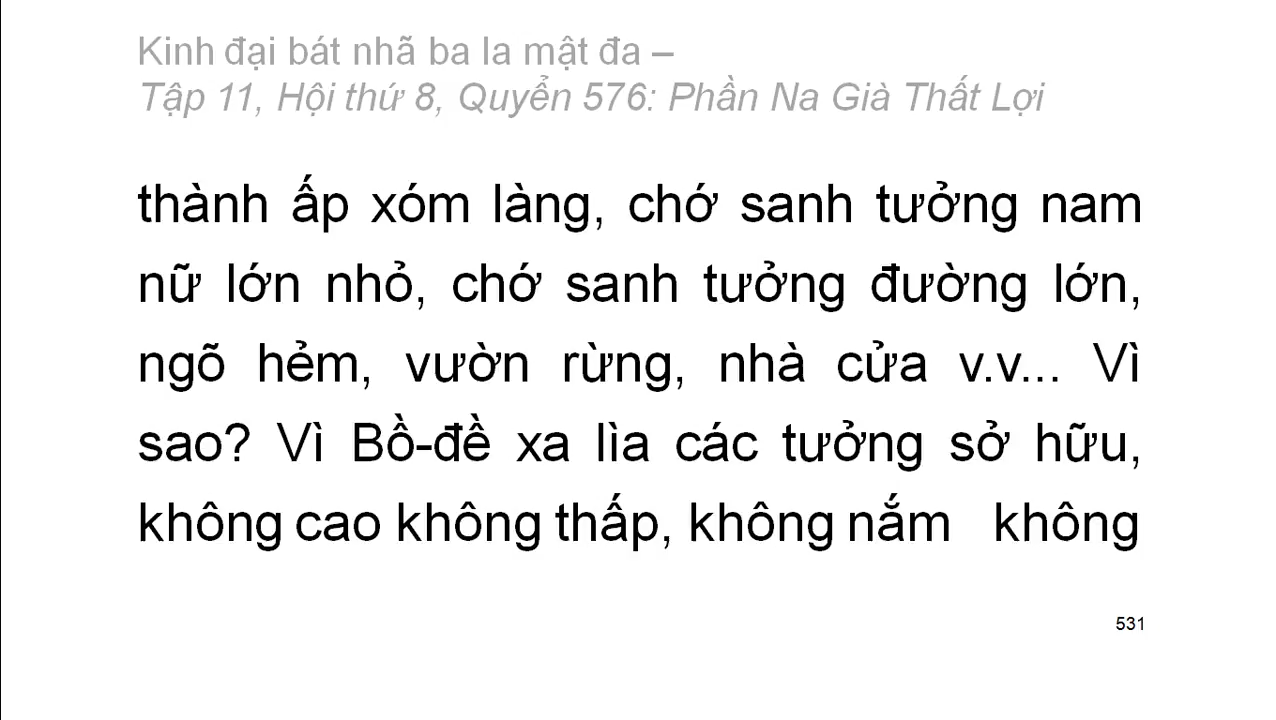 Kinh đại bát nhã ba la mật đa –
Tập 11, Hội thứ 8, Quyển 576: Phần Na Già Thất Lợi
thành ấp xóm làng, chớ sanh tưởng nam
nữ lớn nhỏ, chớ sanh tưởng đường lớn,
ngõ hẻm, vườn rừng, nhà cửa v.v... Vì
sao? Vì Bồ-đề xa lìa các tưởng sở hữu,
không cao không thấp, không nắm không
531